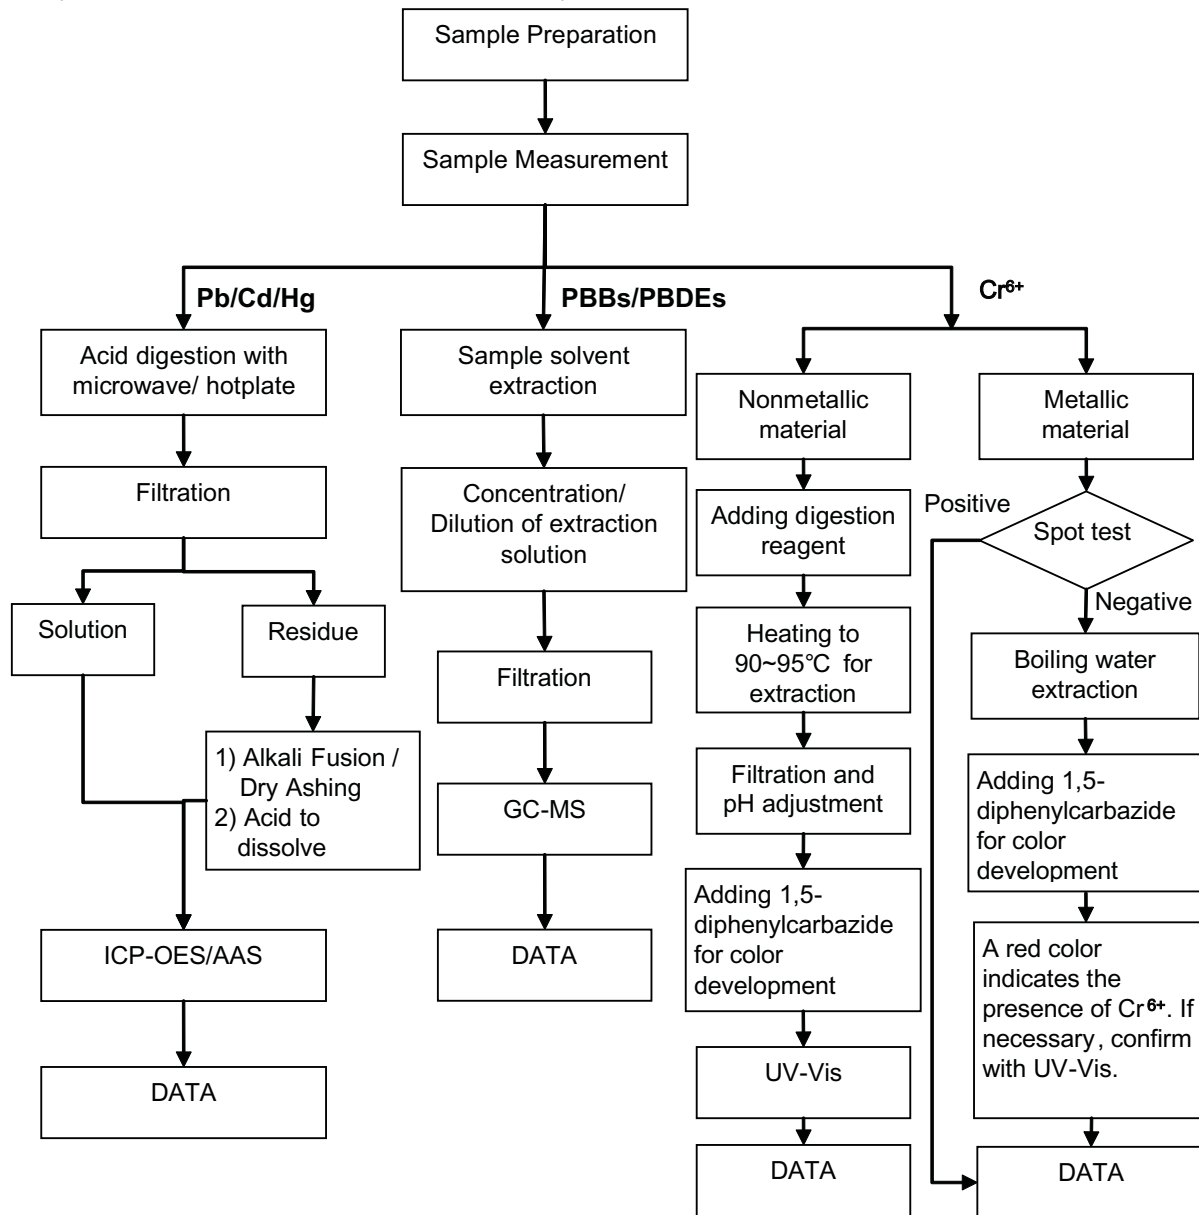 Sample Preparation
Sample Measurement
Pb/Cd/Hg
Acid digestion with
microwave/ hotplate
Filtration
Solution
Residue
1) Alkali Fusion /
Dry Ashing
2) Acid to
dissolve
ICP-OES/AAS
DATA
PBBs/PBDEs
Sample solvent
extraction
Concentration/
Dilution of extraction
solution
Filtration
GC-MS
DATA
Cr⁶⁺
Nonmetallic
material
Adding digestion
reagent
Heating to
90~95℃ for
extraction
Filtration and
pH adjustment
Adding 1,5-
diphenylcarbazide
for color
development
UV-Vis
DATA
Metallic
material
Positive
Spot test
Negative
Boiling water
extraction
Adding 1,5-
diphenylcarbazide
for color
development
A red color
indicates the
presence of Cr⁶⁺. If
necessary, confirm
with UV-Vis.
DATA